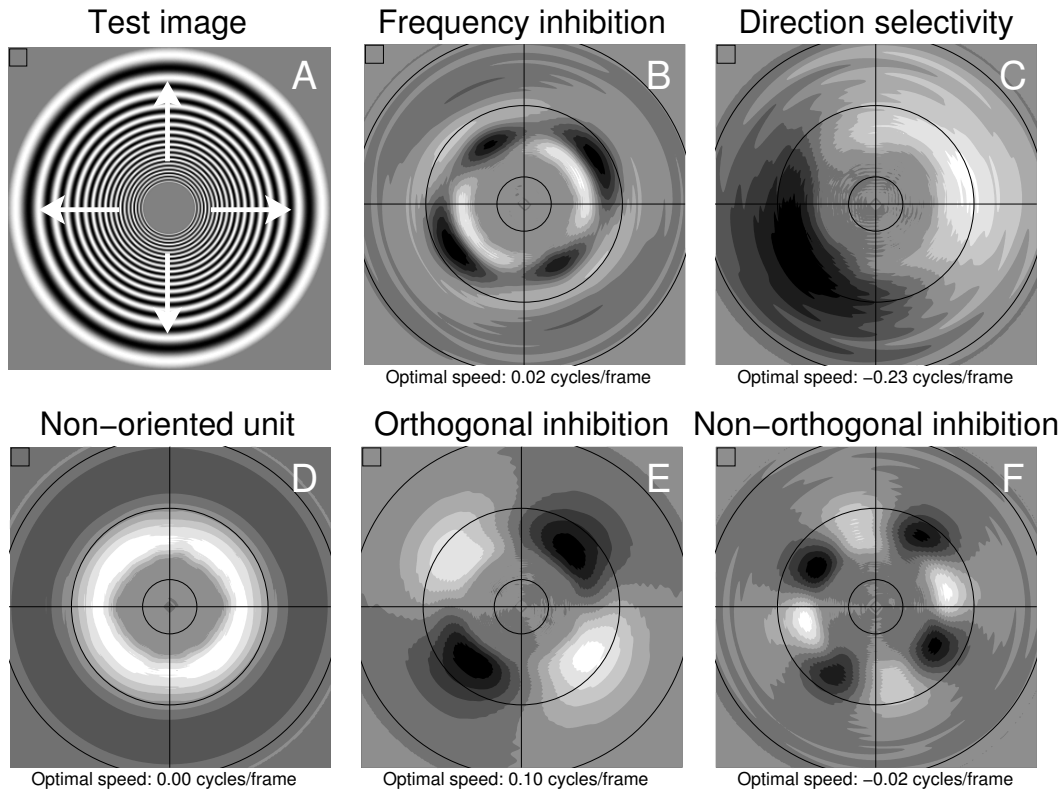 Test image
Frequency inhibition
Direction selectivity
A
B
C
Optimal speed: 0.02 cycles/frame
Optimal speed: −0.23 cycles/frame
Non−oriented unit
Orthogonal inhibition
Non−orthogonal inhibition
D
E
F
Optimal speed: 0.00 cycles/frame
Optimal speed: 0.10 cycles/frame
Optimal speed: −0.02 cycles/frame